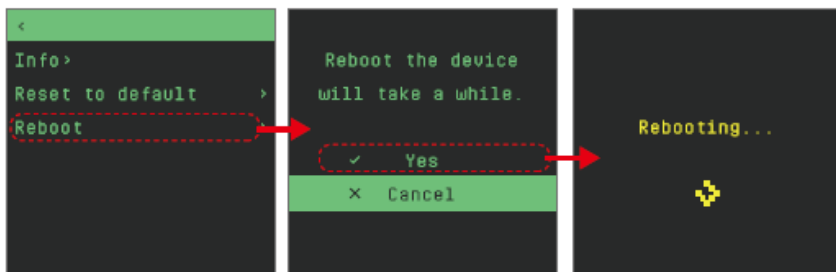 <
Info>
Reset to default >
Reboot >
Reboot the device
will take a while.
✓ Yes
× Cancel
Rebooting...